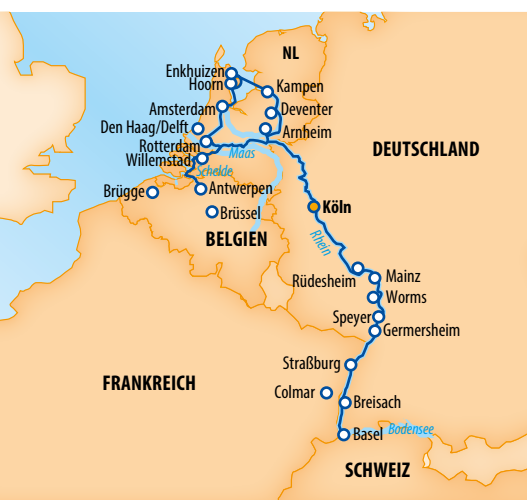 NL
Enkhuizen
Hoorn
Kampen
Amsterdam
Deventer
Den Haag/Delft
Arnheim
Rotterdam
DEUTSCHLAND
Maas
Willemstad
Schelde
Brügge
Antwerpen
Köln
Brüssel
BELGIEN
Rhein
Mainz
Rüdesheim
Worms
Speyer
Germersheim
Straßburg
FRANKREICH
Colmar
Breisach
Bodensee
Basel
SCHWEIZ